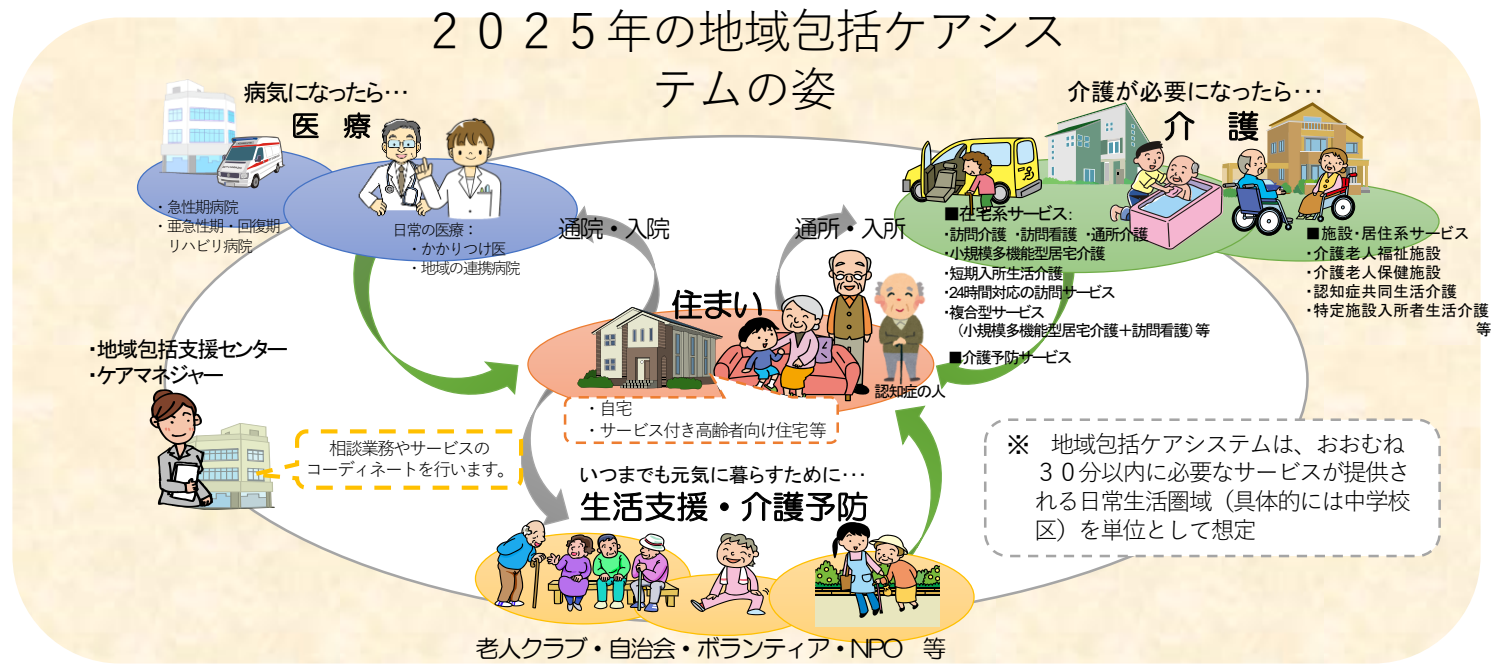 ２０２５年の地域包括ケアシス
テムの姿
病気になったら･･･
医　療
・急性期病院
・亜急性期・回復期
リハビリ病院
日常の医療：
・かかりつけ医
・地域の連携病院
通院・入院
通所・入所
介護が必要になったら･･･
介　護
■在宅系サービス：
・訪問介護 ・訪問看護 ・通所介護
・小規模多機能型居宅介護
・短期入所生活介護
・24時間対応の訪問サービス
・複合型サービス
（小規模多機能型居宅介護＋訪問看護）等
■介護予防サービス
■施設・居住系サービス
・介護老人福祉施設
・介護老人保健施設
・認知症共同生活介護
・特定施設入所者生活介護
等
住まい
認知症の人
・自宅
・サービス付き高齢者向け住宅等
・地域包括支援センター
・ケアマネジャー
相談業務やサービスの
コーディネートを行います。
いつまでも元気に暮らすために･･･
生活支援・介護予防
老人クラブ・自治会・ボランティア・NPO　等
※　地域包括ケアシステムは、おおむね
３０分以内に必要なサービスが提供さ
れる日常生活圏域（具体的には中学校
区）を単位として想定